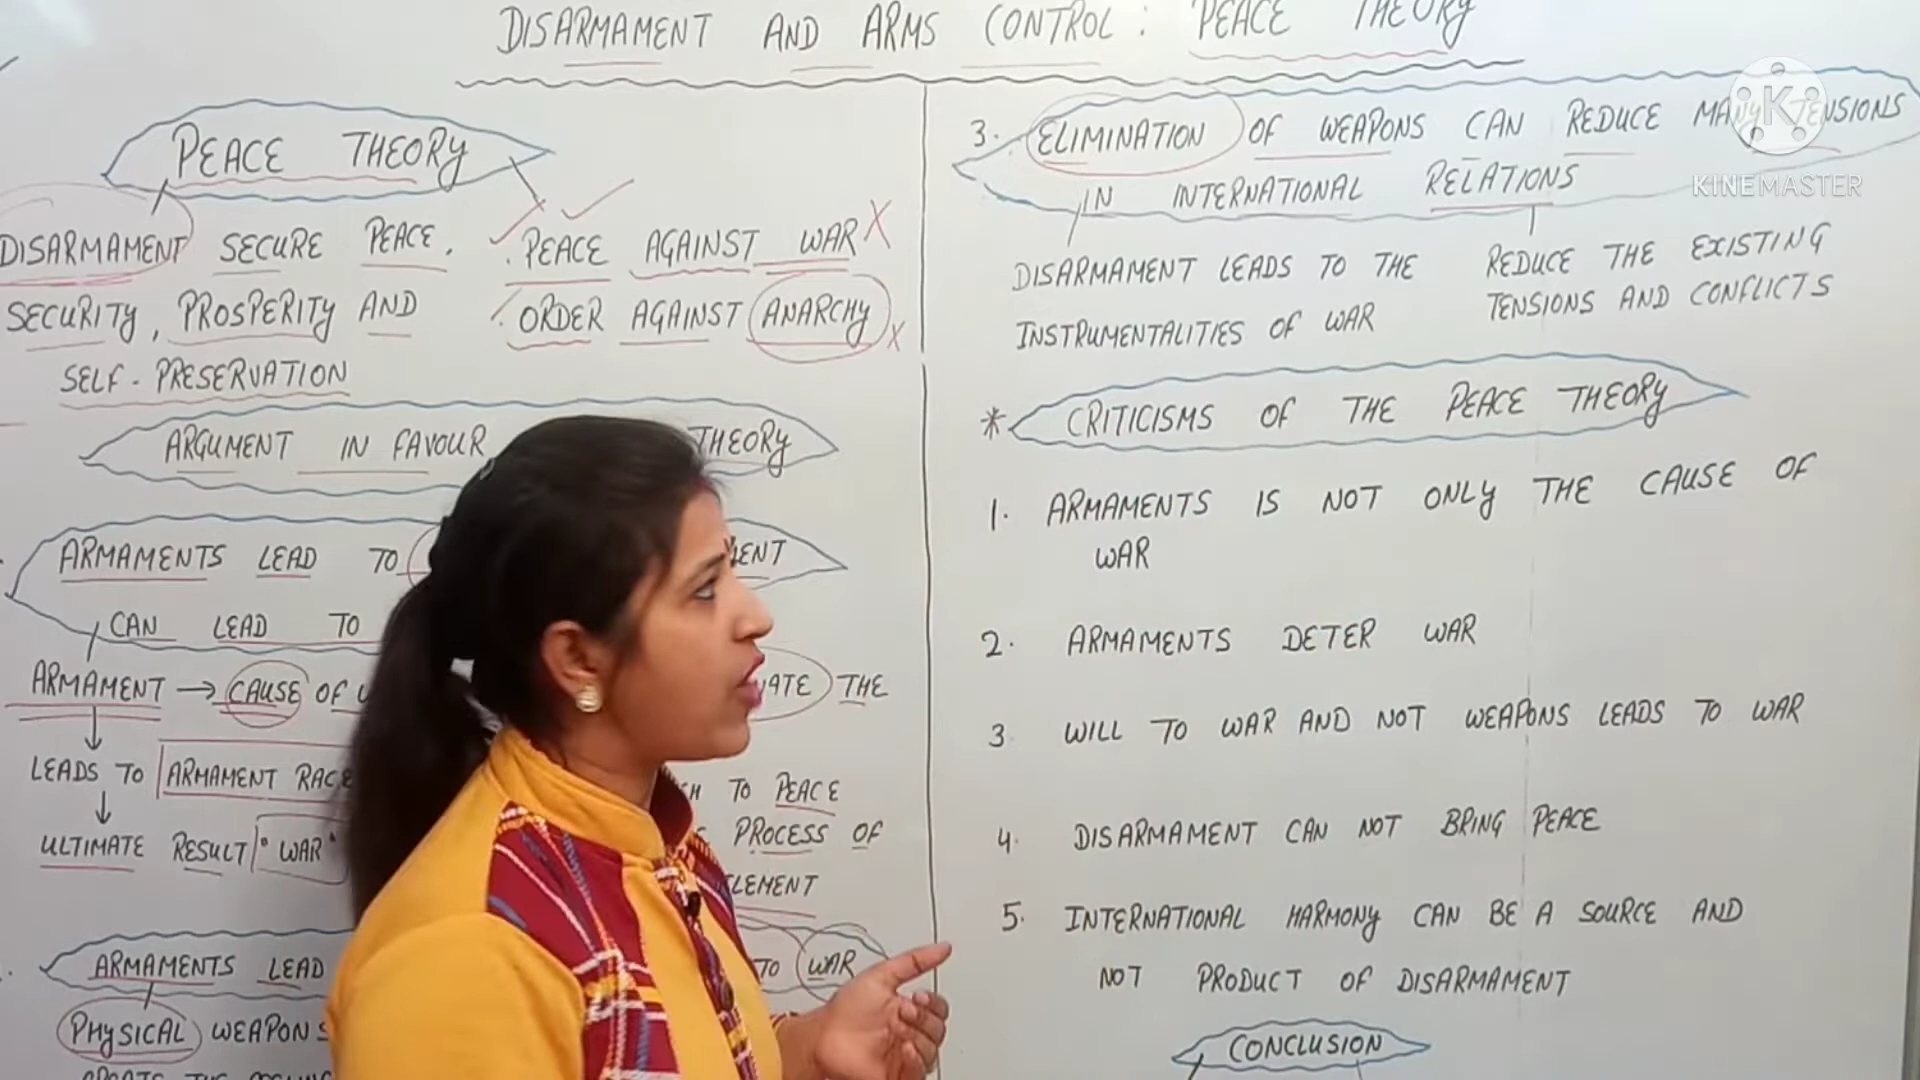 DISARMAMENT AND ARMS CONTROL : PEACE THEORY
PEACE THEORY
DISARMAMENT SECURE PEACE.
SECURITY, PROSPERITY AND
SELF-PRESERVATION
. PEACE AGAINST WAR X
ORDER AGAINST ANARCHY X
ARGUMENT IN FAVOUR THEORY
ARMAMENTS LEAD TO
CAN LEAD TO
ARMAMENT → CAUSE OF THE
↓
LEADS TO ARMAMENT RACE
↓
ULTIMATE RESULT "WAR"
TO PEACE
PROCESS OF
ARMAMENTS LEAD TO WAR
PHYSICAL WEAPONS
3. ELIMINATION OF WEAPONS CAN REDUCE MANY TENSIONS
IN INTERNATIONAL RELATIONS
DISARMAMENT LEADS TO THE
INSTRUMENTALITIES OF WAR
REDUCE THE EXISTING
TENSIONS AND CONFLICTS
* CRITICISMS OF THE PEACE THEORY
1. ARMAMENTS IS NOT ONLY THE CAUSE OF
WAR
2. ARMAMENTS DETER WAR
3. WILL TO WAR AND NOT WEAPONS LEADS TO WAR
4. DISARMAMENT CAN NOT BRING PEACE
5. INTERNATIONAL HARMONY CAN BE A SOURCE AND
NOT PRODUCT OF DISARMAMENT
CONCLUSION
K
KINEMASTER